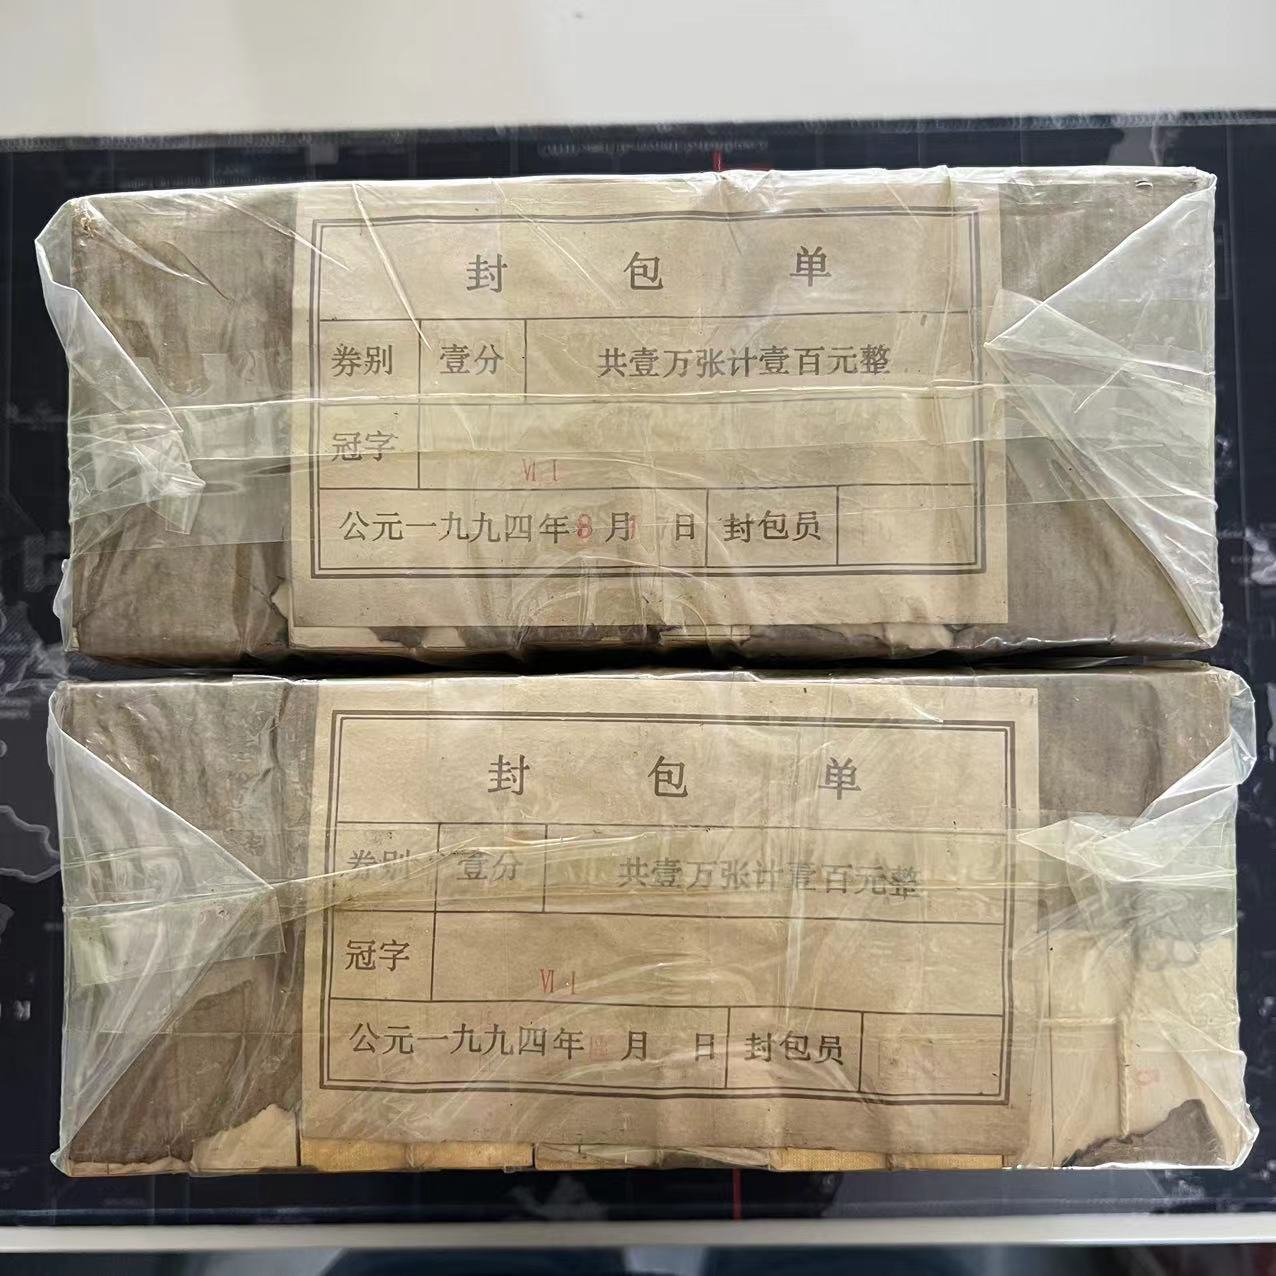 封包单
券别 壹分 共壹万张计壹百元整
冠字
VI I
公元一九九四年8月1日 封包员
封包单
券别 壹分 共壹万张计壹百元整
冠字
VI I
公元一九九四年 月 日 封包员